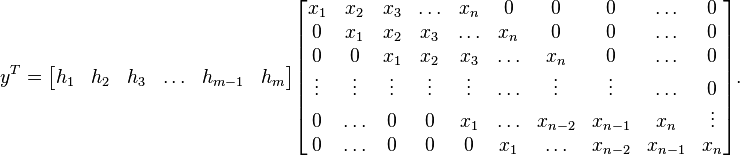 y^T = [h_1 h_2 h_3 … h_{m−1} h_m] [
x_1 x_2 x_3 … x_n 0 0 0 … 0
0 x_1 x_2 x_3 … x_n 0 0 … 0
0 0 x_1 x_2 x_3 … x_n 0 … 0
⋮ ⋮ ⋮ ⋮ ⋮ … ⋮ ⋮ … 0
0 … 0 0 x_1 … x_{n−2} x_{n−1} x_n ⋮
0 … 0 0 0 x_1 … x_{n−2} x_{n−1} x_n
].